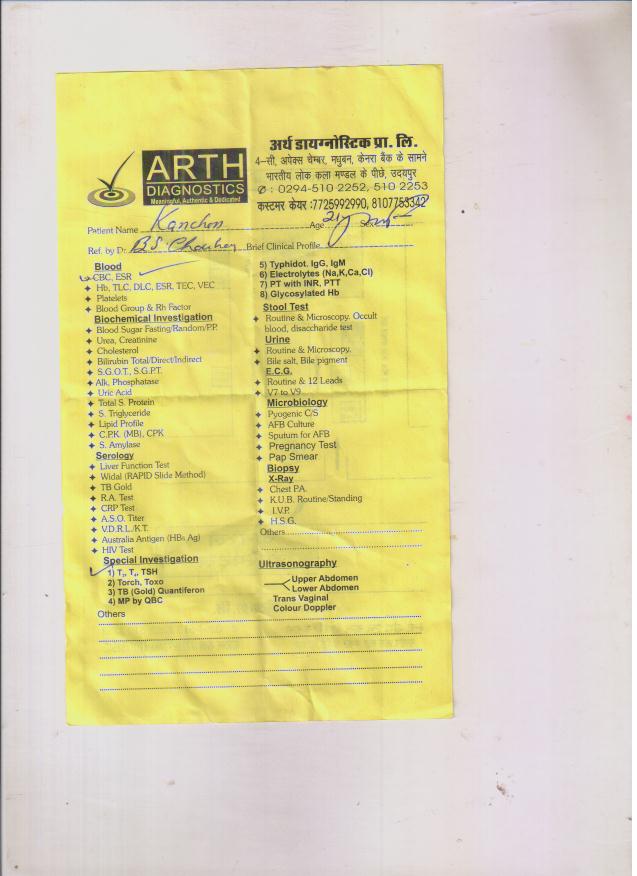 अर्थ डायग्नोस्टिक प्रा. लि.
ARTH
DIAGNOSTICS
Meaningful, Authentic & Dedicated
4-सी, अपेक्स चेम्बर, मधुबन, केनरा बैंक के सामने
भारतीय लोक कला मण्डल के पीछे, उदयपुर
✆ : 0294-510 2252, 510 2253
कस्टमर केयर :7725992990, 8107755342
Patient Name Kanchon Age 21y Sex
Ref. by Dr. B.S. Brief Clinical Profile
Blood
CBC, ESR
Hb, TLC, DLC, ESR, TEC, VEC
Platelets
Blood Group & Rh Factor
Biochemical Investigation
Blood Sugar Fasting/Random/P.P.
Urea, Creatinine
Cholesterol
Bilirubin Total/Direct/Indirect
S.G.O.T., S.G.P.T.
Alk, Phosphatase
Uric Acid
Total S. Protein
S. Triglyceride
Lipid Profile
C.P.K. (MB), CPK
S. Amylase
Serology
Liver Function Test
Widal (RAPID Slide Method)
TB Gold
R.A. Test
CRP Test
A.S.O. Titer
V.D.R.L./K.T.
Australia Antigen (HBs Ag)
HIV Test
Special Investigation
1) T₃, T₄, TSH
2) Torch, Toxo
3) TB (Gold) Quantiferon
4) MP by QBC
Others
5) Typhidot. IgG, IgM
6) Electrolytes (Na,K,Ca,Cl)
7) PT with INR, PTT
8) Glycosylated Hb
Stool Test
Routine & Microscopy. Occult
blood, disaccharide test
Urine
Routine & Microscopy.
Bile salt, Bile pigment
E.C.G.
Routine & 12 Leads
V7 to V9
Microbiology
Pyogenic C/S
AFB Culture
Sputum for AFB
Pregnancy Test
Pap Smear
Biopsy
X-Ray
Chest P.A.
K.U.B. Routine/Standing
I.V.P.
H.S.G.
Others
Ultrasonography
Upper Abdomen
Lower Abdomen
Trans Vaginal
Colour Doppler